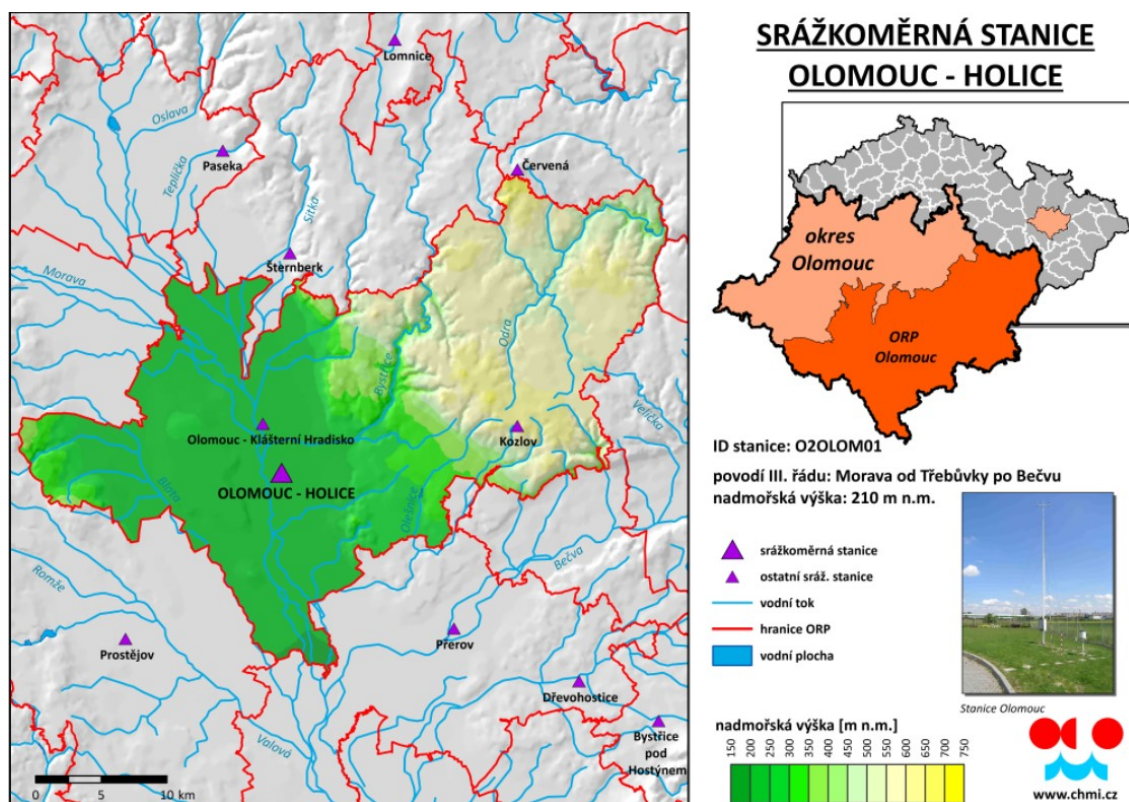 Lomnice
Oslava
Teplička
Paseka
Červená
Sitka
Šternberk
Morava
Odra
Bystřice
Velička
Olomouc - Klášterní Hradisko
Kozlov
OLOMOUC - HOLICE
Blata
Olešnice
Bečva
Romže
Prostějov
Přerov
Dřevohostice
Bystřice
pod
Hostýnem
Valová
0 5 10 km
SRÁŽKOMĚRNÁ STANICE
OLOMOUC - HOLICE
okres
Olomouc
ORP
Olomouc
ID stanice: O2OLOM01
povodí III. řádu: Morava od Třebůvky po Bečvu
nadmořská výška: 210 m n.m.
srážkoměrná stanice
ostatní sráž. stanice
vodní tok
hranice ORP
vodní plocha
Stanice Olomouc
nadmořská výška [m n.m.]
150 200 250 300 350 400 450 500 550 600 650 700 750
www.chmi.cz